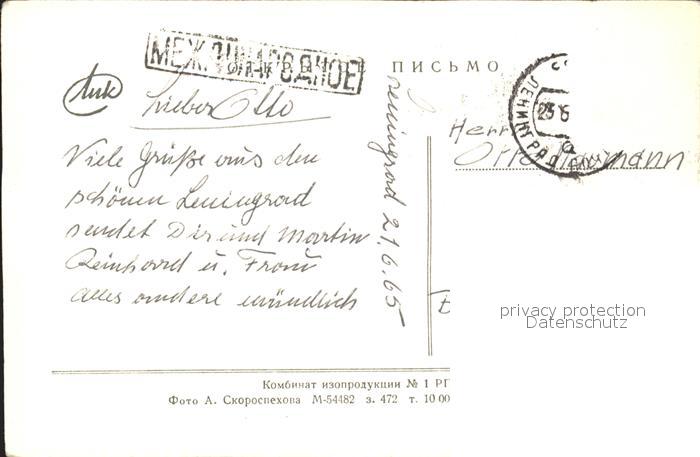 МЕЖДУНАРОДНОЕ
ПИСЬМО
ЛЕНИНГРАД
Lieber Otto
Viele Grüße aus dem
schönen Leningrad
sendet Dir und Martin
Reinhard u. Frau
alles andere mündlich
Leningrad 21.6.65
Herrn
Otto
privacy protection
Datenschutz
Комбинат изопродукции № 1 РГ
Фото А. Скороспехова М-54482 з. 472 т. 10 00